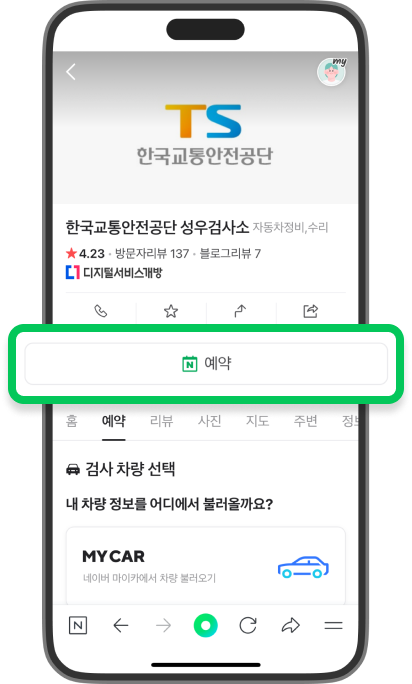 my
TS
한국교통안전공단
한국교통안전공단 성우검사소 자동차정비,수리
★4.23 · 방문자리뷰 137 · 블로그리뷰 7
디지털서비스개방
N 예약
홈 예약 리뷰 사진 지도 주변 정보
검사 차량 선택
내 차량 정보를 어디에서 불러올까요?
MY CAR
네이버 마이카에서 차량 불러오기
N